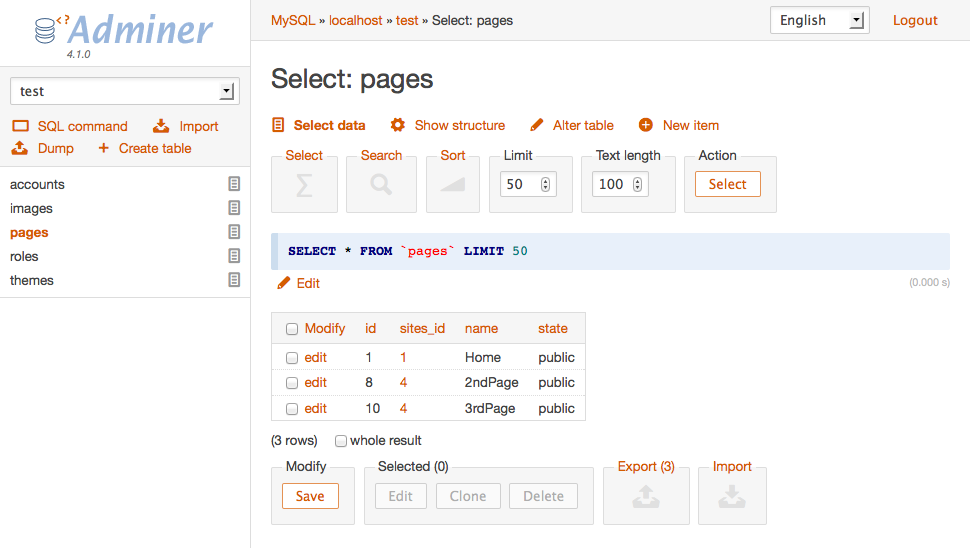 Adminer
4.1.0
MySQL » localhost » test » Select: pages
English
Logout
test
SQL command
Import
Dump
Create table
accounts
images
pages
roles
themes
Select: pages
Select data
Show structure
Alter table
New item
Select
Search
Sort
Limit
Text length
Action
50
100
Select
SELECT * FROM `pages` LIMIT 50
Edit
(0.000 s)
Modify id sites_id name state
edit 1 1 Home public
edit 8 4 2ndPage public
edit 10 4 3rdPage public
(3 rows) whole result
Modify
Selected (0)
Export (3)
Import
Save
Edit
Clone
Delete